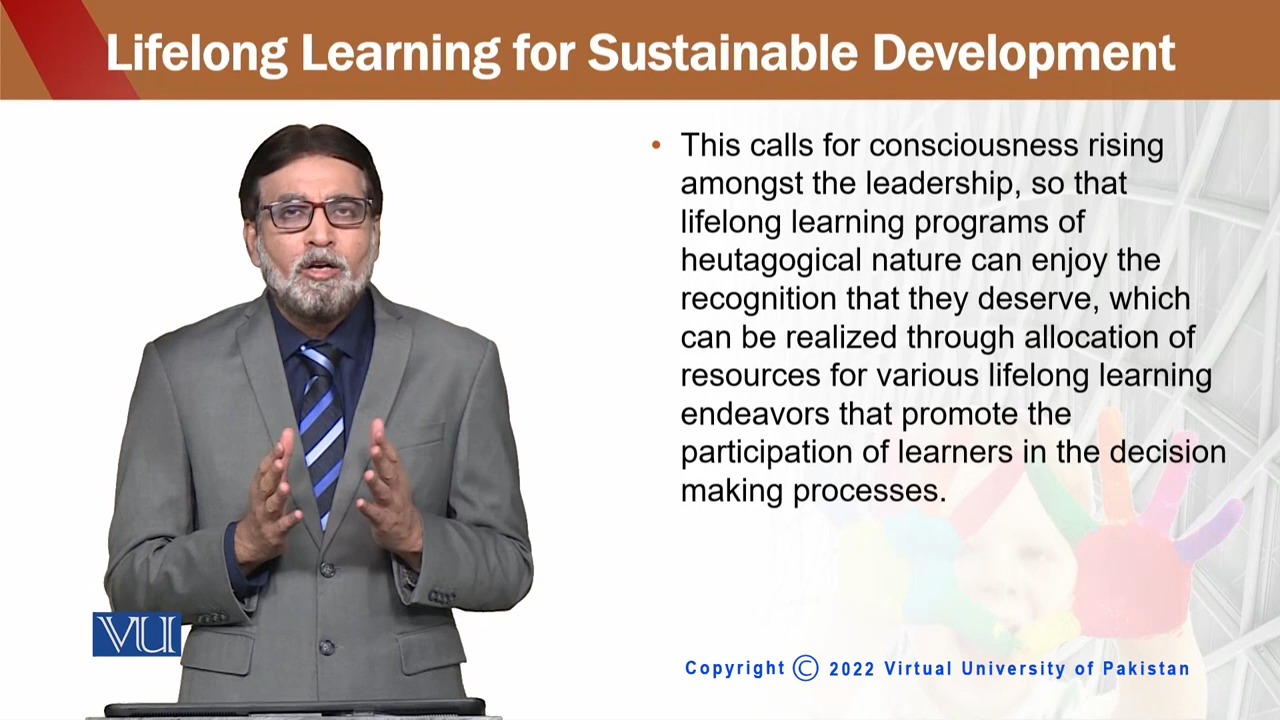 Lifelong Learning for Sustainable Development
• This calls for consciousness rising
amongst the leadership, so that
lifelong learning programs of
heutagogical nature can enjoy the
recognition that they deserve, which
can be realized through allocation of
resources for various lifelong learning
endeavors that promote the
participation of learners in the decision
making processes.
VU
Copyright © 2022 Virtual University of Pakistan